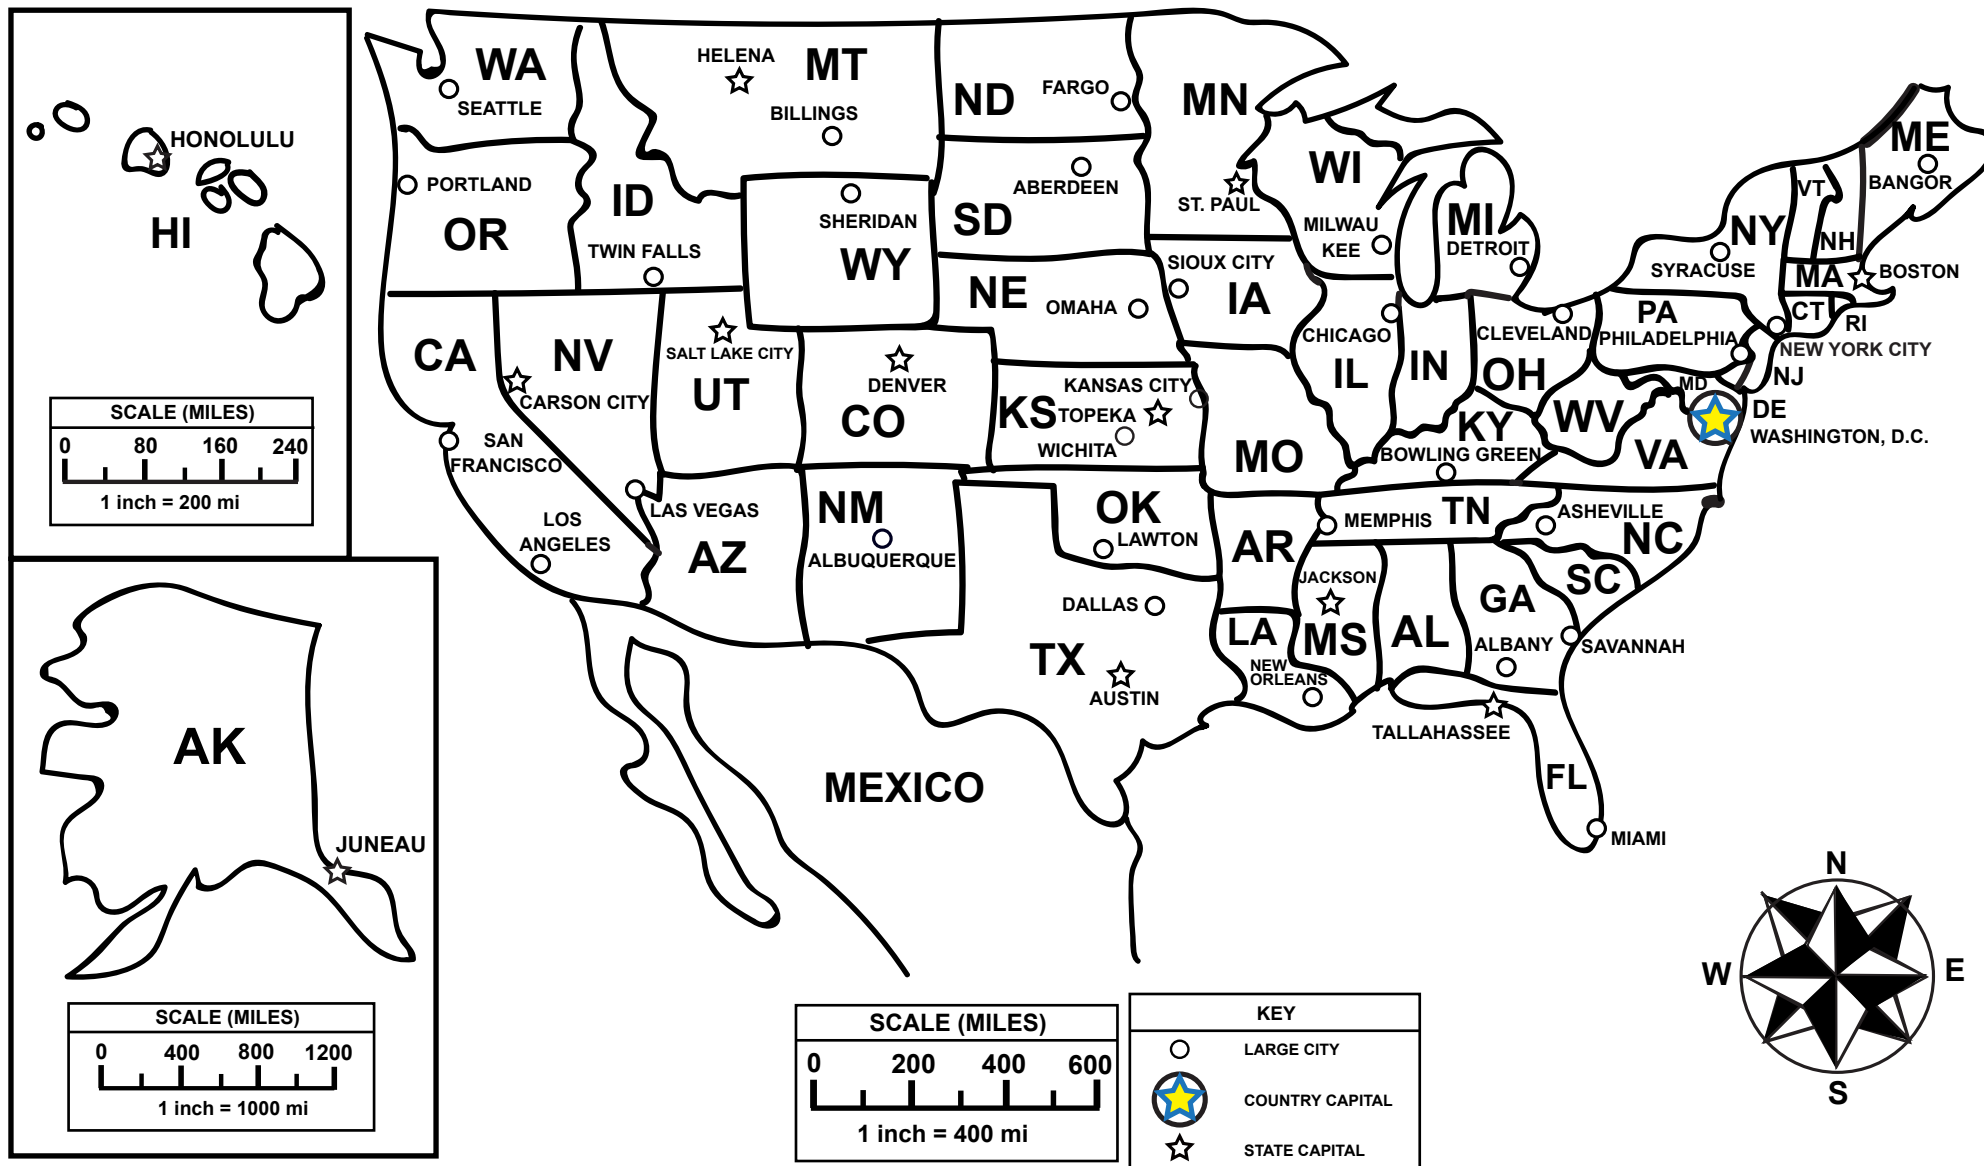 HONOLULU
HI
SCALE (MILES)
0 80 160 240
1 inch = 200 mi
AK
JUNEAU
SCALE (MILES)
0 400 800 1200
1 inch = 1000 mi
WA
SEATTLE
PORTLAND
OR
ID
TWIN FALLS
HELENA
MT
BILLINGS
SHERIDAN
WY
ND
FARGO
ABERDEEN
SD
NE
OMAHA
MN
ST. PAUL
WI
MILWAU
KEE
MI
DETROIT
SIOUX CITY
IA
CHICAGO
IL
IN
CLEVELAND
OH
NY
SYRACUSE
VT
NH
ME
BANGOR
MA
BOSTON
CT
RI
PA
PHILADELPHIA
NEW YORK CITY
NJ
MD
DE
WASHINGTON, D.C.
WV
VA
KY
BOWLING GREEN
CA
SAN
FRANCISCO
LOS
ANGELES
NV
CARSON CITY
LAS VEGAS
SALT LAKE CITY
UT
DENVER
CO
KANSAS CITY
KS
TOPEKA
WICHITA
MO
AZ
NM
ALBUQUERQUE
OK
LAWTON
AR
MEMPHIS
TN
ASHEVILLE
NC
SC
DALLAS
TX
AUSTIN
LA
NEW
ORLEANS
JACKSON
MS
AL
GA
ALBANY
SAVANNAH
TALLAHASSEE
FL
MIAMI
MEXICO
SCALE (MILES)
0 200 400 600
1 inch = 400 mi
KEY
LARGE CITY
COUNTRY CAPITAL
STATE CAPITAL
N
W
E
S